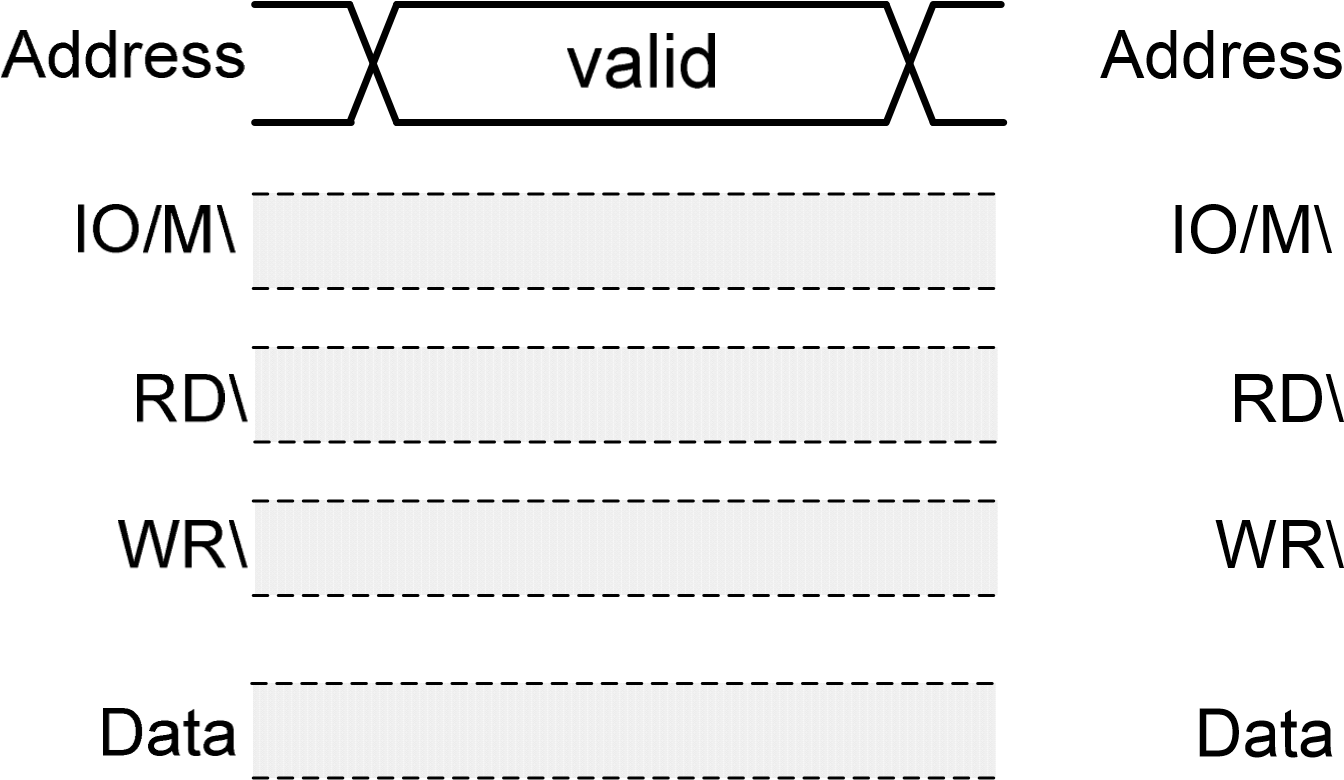 Address valid Address
IO/M\ IO/M\
RD\ RD\
WR\ WR\
Data Data